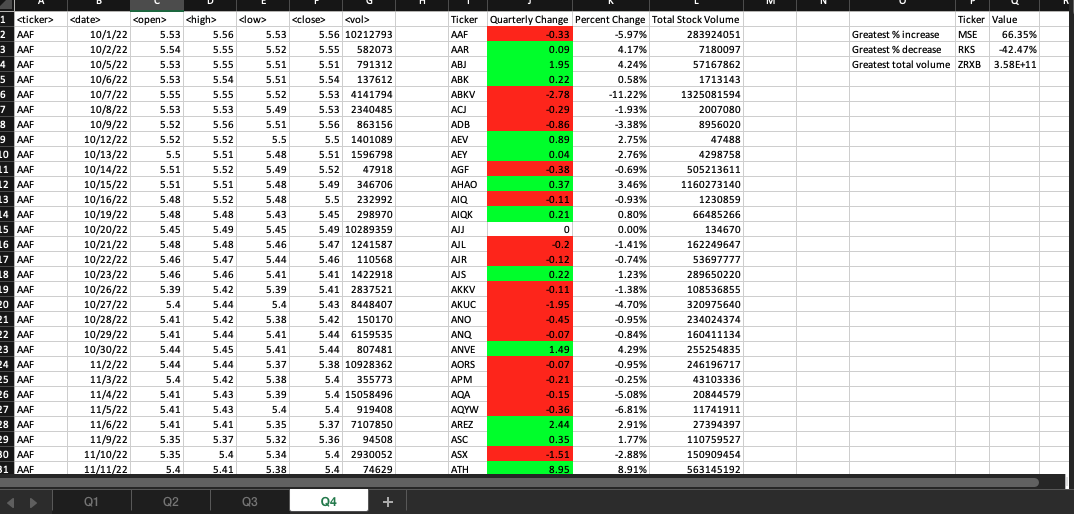 A B C D E F G H I J K L M N O P Q R
1 <ticker> <date> <open> <high> <low> <close> <vol> Ticker Quarterly Change Percent Change Total Stock Volume Ticker Value
2 AAF 10/1/22 5.53 5.56 5.53 5.56 10212793 AAF -0.33 -5.97% 283924051 Greatest % increase MSE 66.35%
3 AAF 10/2/22 5.54 5.55 5.52 5.55 582073 AAR 0.09 4.17% 7180097 Greatest % decrease RKS -42.47%
4 AAF 10/5/22 5.53 5.55 5.51 5.51 791312 ABJ 1.95 4.24% 57167862 Greatest total volume ZRXB 3.58E+11
5 AAF 10/6/22 5.53 5.54 5.51 5.54 137612 ABK 0.22 0.58% 1713143
6 AAF 10/7/22 5.55 5.55 5.52 5.53 4141794 ABKV -2.78 -11.22% 1325081594
7 AAF 10/8/22 5.53 5.53 5.49 5.53 2340485 ACJ -0.29 -1.93% 2007080
8 AAF 10/9/22 5.52 5.56 5.51 5.56 863156 ADB -0.86 -3.38% 8956020
9 AAF 10/12/22 5.52 5.52 5.5 5.5 1401089 AEV 0.89 2.75% 47488
10 AAF 10/13/22 5.5 5.51 5.48 5.51 1596798 AEY 0.04 2.76% 4298758
11 AAF 10/14/22 5.51 5.52 5.49 5.52 47918 AGF -0.38 -0.69% 505213611
12 AAF 10/15/22 5.51 5.51 5.48 5.49 346706 AHAO 0.37 3.46% 1160273140
13 AAF 10/16/22 5.48 5.52 5.48 5.5 232992 AIQ -0.11 -0.93% 1230859
14 AAF 10/19/22 5.48 5.48 5.43 5.45 298970 AIQK 0.21 0.80% 66485266
15 AAF 10/20/22 5.45 5.49 5.45 5.49 10289359 AJJ 0 0.00% 134670
16 AAF 10/21/22 5.48 5.48 5.46 5.47 1241587 AJL -0.2 -1.41% 162249647
17 AAF 10/22/22 5.46 5.47 5.44 5.46 110568 AJR -0.12 -0.74% 53697777
18 AAF 10/23/22 5.46 5.46 5.41 5.41 1422918 AJS 0.22 1.23% 289650220
19 AAF 10/26/22 5.39 5.42 5.39 5.41 2837521 AKKV -0.11 -1.38% 108536855
20 AAF 10/27/22 5.4 5.44 5.4 5.43 8448407 AKUC -1.95 -4.70% 320975640
21 AAF 10/28/22 5.41 5.42 5.38 5.42 150170 ANO -0.45 -0.95% 234024374
22 AAF 10/29/22 5.41 5.44 5.41 5.44 6159535 ANQ -0.07 -0.84% 160411134
23 AAF 10/30/22 5.44 5.45 5.41 5.44 807481 ANVE 1.49 4.29% 255254835
24 AAF 11/2/22 5.44 5.44 5.37 5.38 10928362 AORS -0.07 -0.95% 246196717
25 AAF 11/3/22 5.4 5.42 5.38 5.4 355773 APM -0.21 -0.25% 43103336
26 AAF 11/4/22 5.41 5.43 5.39 5.4 15058496 AQA -0.15 -5.08% 20844579
27 AAF 11/5/22 5.41 5.43 5.4 5.4 919408 AQYW -0.36 -6.81% 11741911
28 AAF 11/6/22 5.41 5.41 5.35 5.37 7107850 AREZ 2.44 2.91% 27394397
29 AAF 11/9/22 5.35 5.37 5.32 5.36 94508 ASC 0.35 1.77% 110759527
30 AAF 11/10/22 5.35 5.4 5.34 5.4 2930052 ASX -1.51 -2.88% 150909454
31 AAF 11/11/22 5.4 5.41 5.38 5.4 74629 ATH 8.95 8.91% 563145192
Q1 Q2 Q3 Q4 +